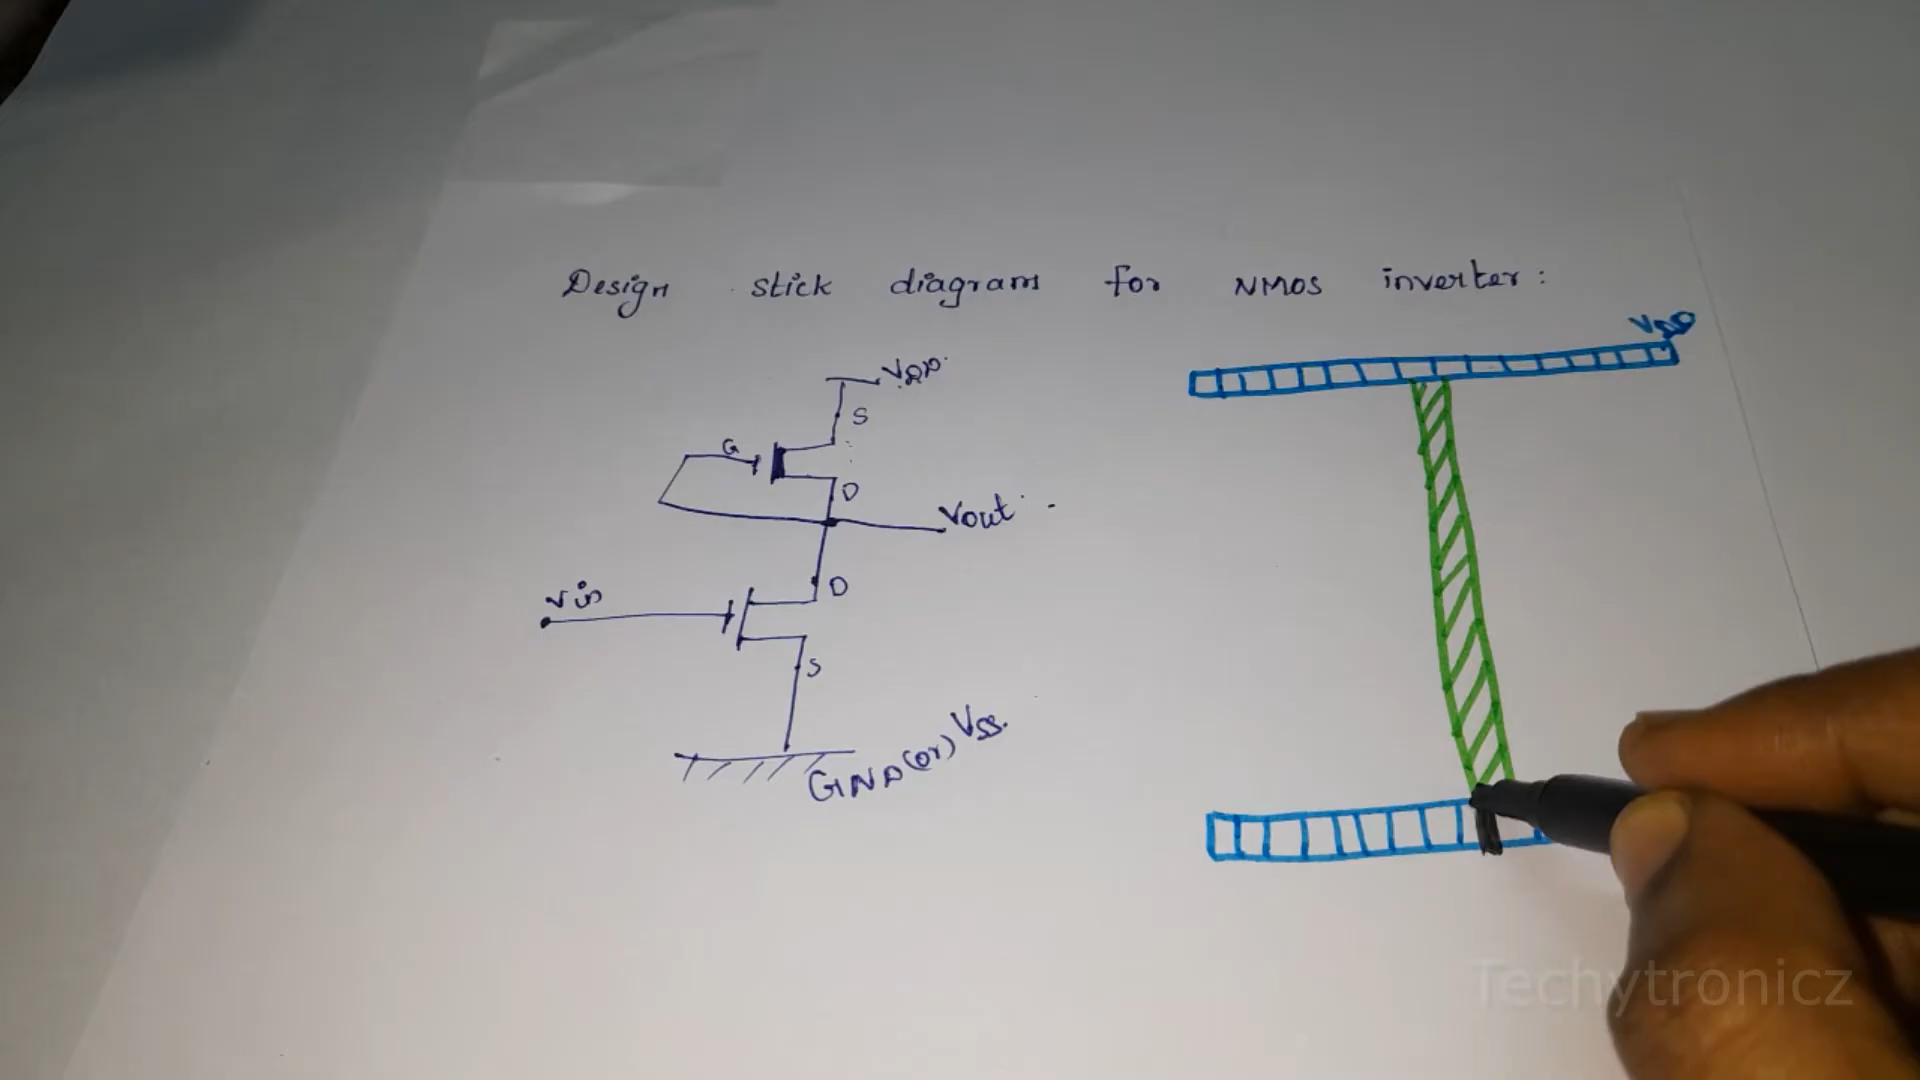 Design stick diagram for NMOS inverter:
VDD
VDD
S
G
D
Vout
Vin
D
S
GND (or) VSS
Techytronicz